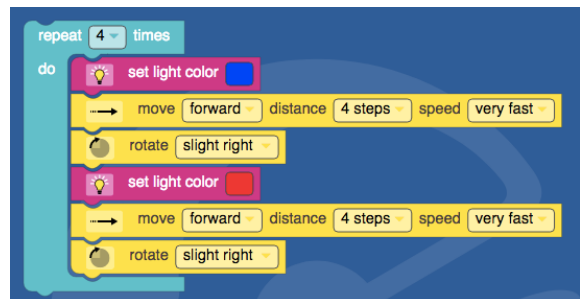 repeat 4 times
do set light color
move forward distance 4 steps speed very fast
rotate slight right
set light color
move forward distance 4 steps speed very fast
rotate slight right